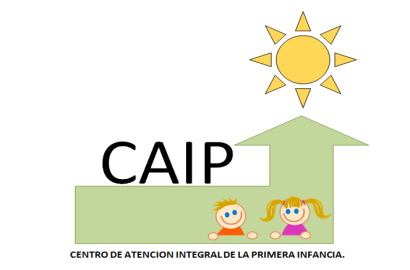 CAIP
CENTRO DE ATENCION INTEGRAL DE LA PRIMERA INFANCIA.